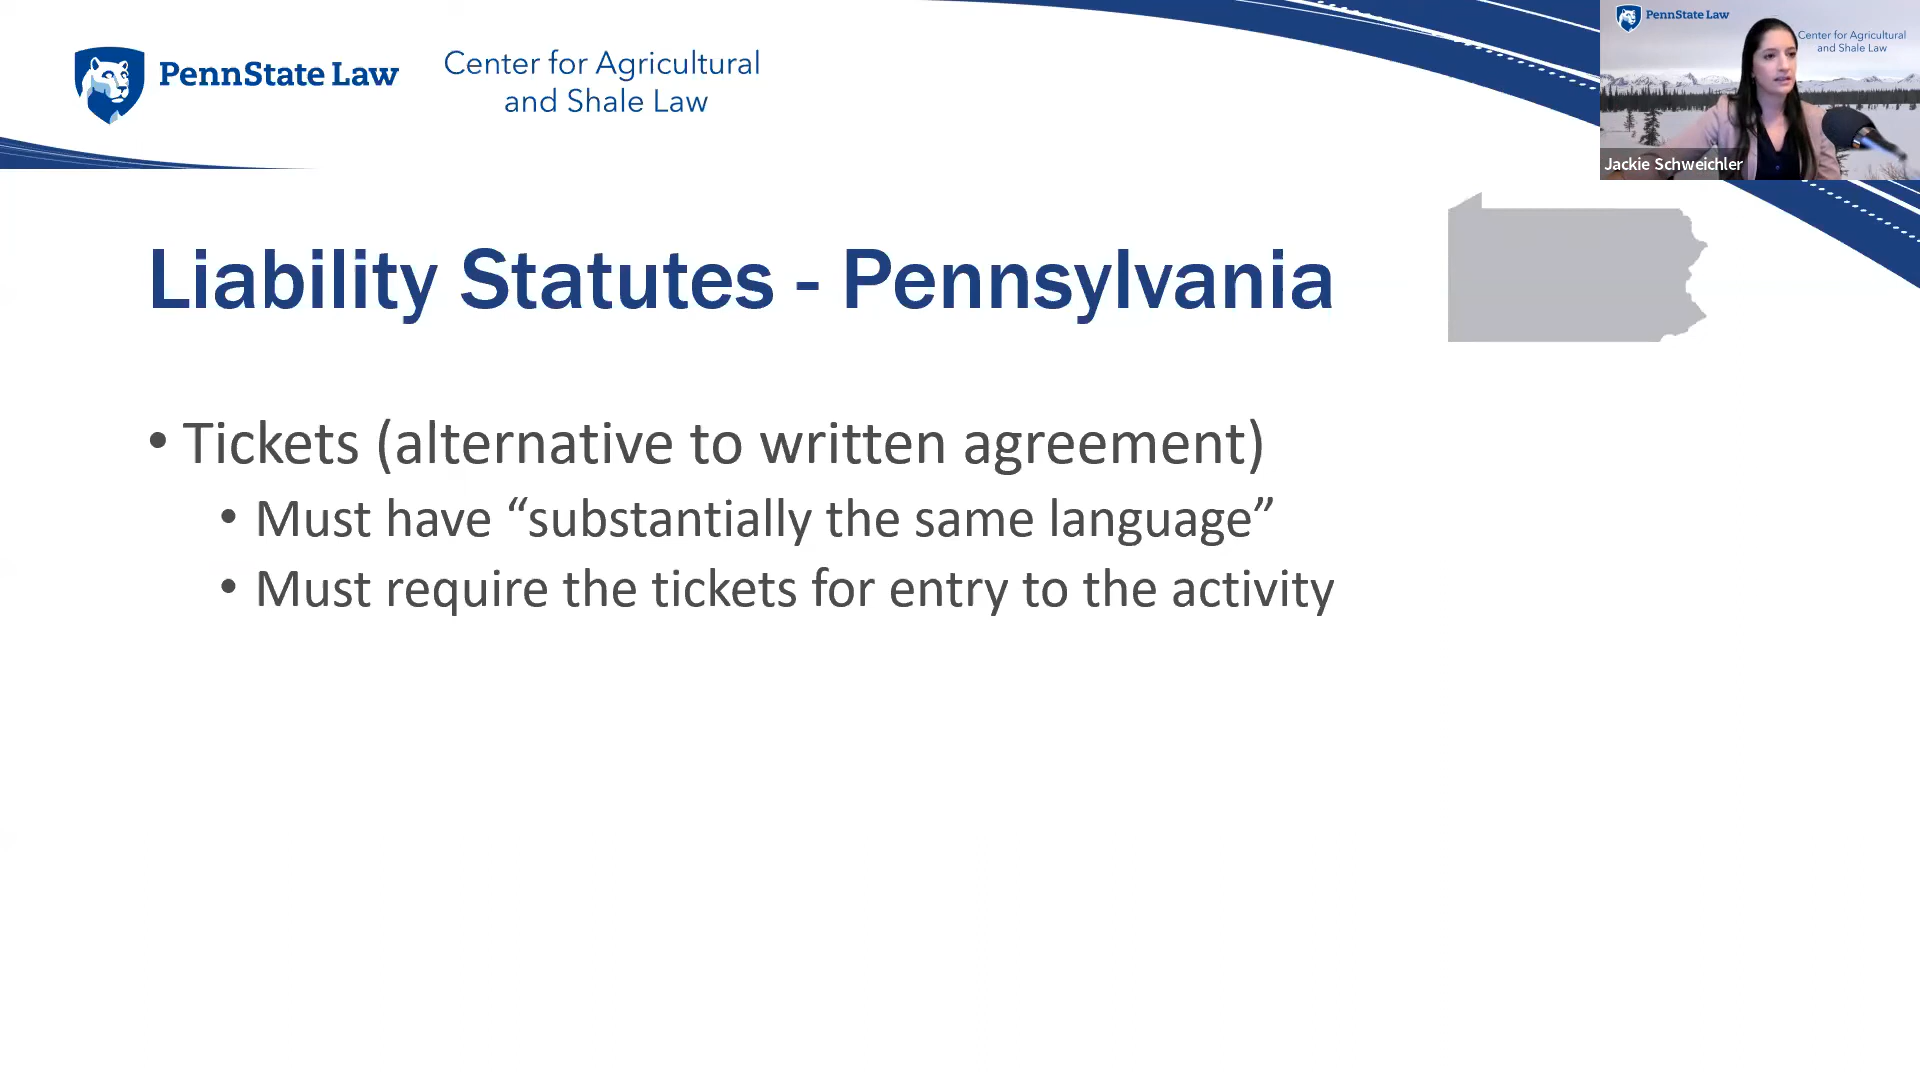 PennState Law
Center for Agricultural
and Shale Law
PennState Law
Center for Agricultural
and Shale Law
Jackie Schweichler
Liability Statutes - Pennsylvania
• Tickets (alternative to written agreement)
• Must have “substantially the same language”
• Must require the tickets for entry to the activity